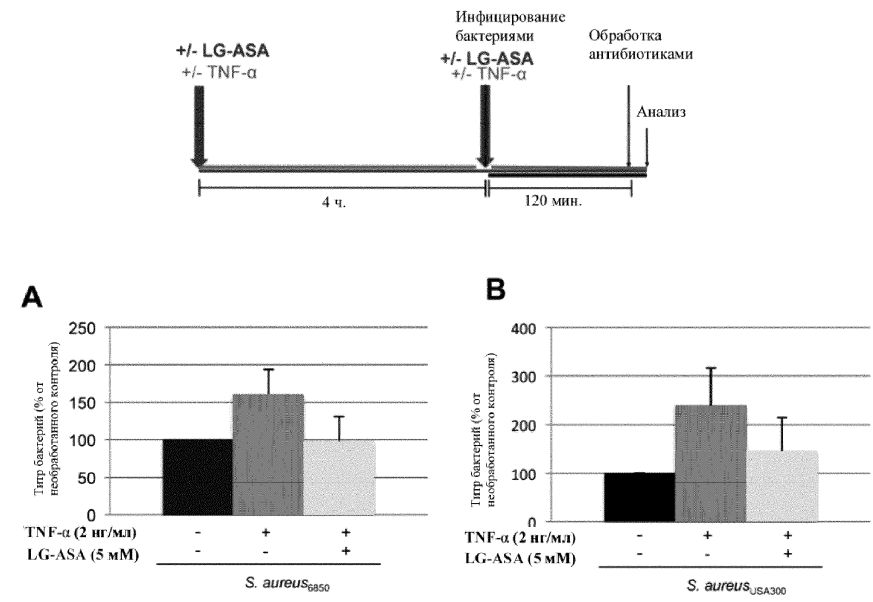 +/- LG-ASA
+/- TNF-α
Инфицирование
бактериями
+/- LG-ASA
+/- TNF-α
Обработка
антибиотиками
Анализ
4 ч.
120 мин.
A
Титр бактерий (% от
необработанного контроля)
250
200
150
100
50
0
TNF-α (2 нг/мл) - + +
LG-ASA (5 мМ) - - +
S. aureus6850
B
Титр бактерий (% от
необработанного контроля)
400
300
200
100
0
TNF-α (2 нг/мл) - + +
LG-ASA (5 мМ) - - +
S. aureusUSA300